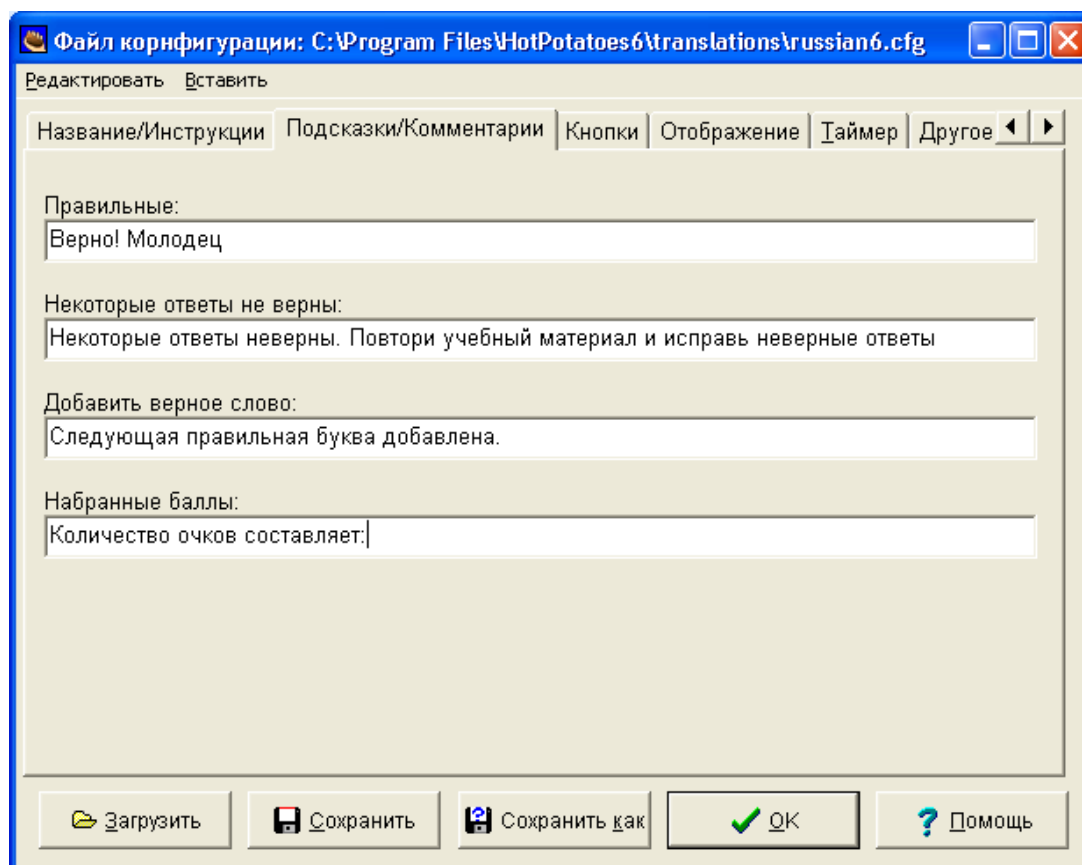 Файл корнфигурации: C:\Program Files\HotPotatoes6\translations\russian6.cfg
Редактировать Вставить
Название/Инструкции Подсказки/Комментарии Кнопки Отображение Таймер Другое
Правильные:
Верно! Молодец
Некоторые ответы не верны:
Некоторые ответы неверны. Повтори учебный материал и исправь неверные ответы
Добавить верное слово:
Следующая правильная буква добавлена.
Набранные баллы:
Количество очков составляет:
Загрузить Сохранить Сохранить как OK Помощь